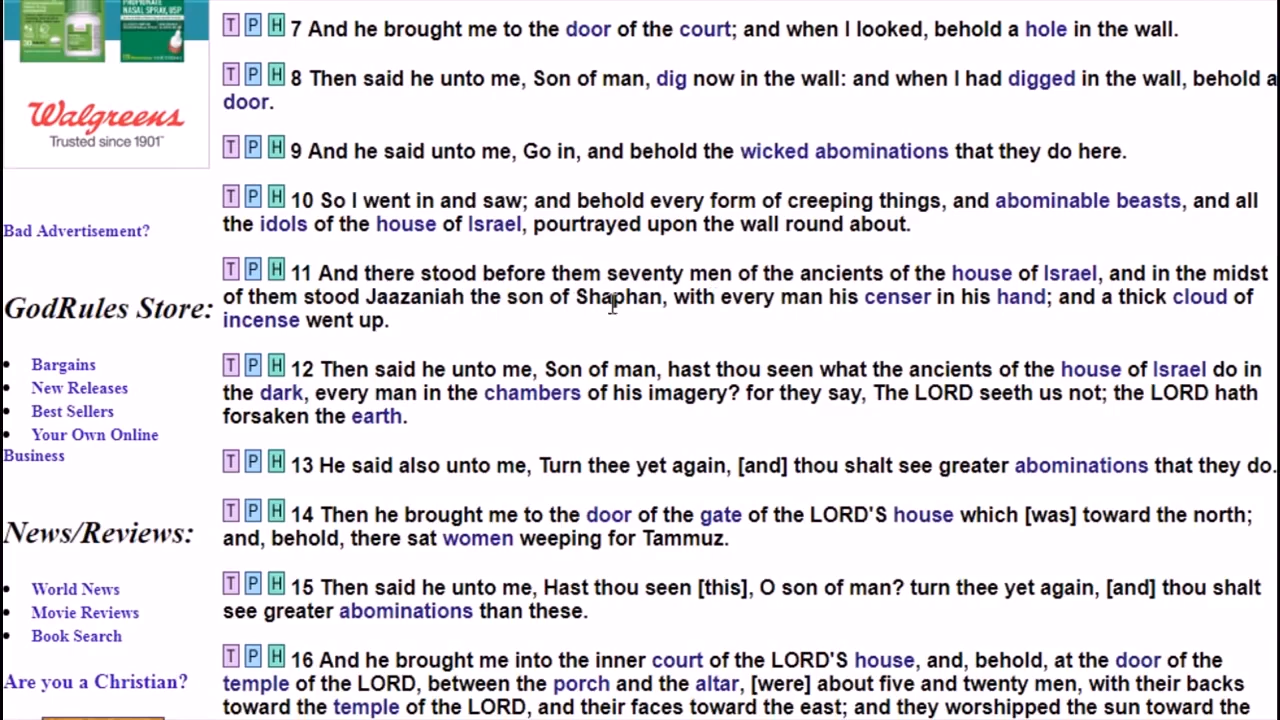 PROPIONATE
NASAL SPRAY, USP
Walgreens
Trusted since 1901
Bad Advertisement?
GodRules Store:
• Bargains
• New Releases
• Best Sellers
• Your Own Online
Business
News/Reviews:
• World News
• Movie Reviews
• Book Search
Are you a Christian?
T P H 7 And he brought me to the door of the court; and when I looked, behold a hole in the wall.
T P H 8 Then said he unto me, Son of man, dig now in the wall: and when I had digged in the wall, behold a
door.
T P H 9 And he said unto me, Go in, and behold the wicked abominations that they do here.
T P H 10 So I went in and saw; and behold every form of creeping things, and abominable beasts, and all
the idols of the house of Israel, pourtrayed upon the wall round about.
T P H 11 And there stood before them seventy men of the ancients of the house of Israel, and in the midst
of them stood Jaazaniah the son of Shaphan, with every man his censer in his hand; and a thick cloud of
incense went up.
T P H 12 Then said he unto me, Son of man, hast thou seen what the ancients of the house of Israel do in
the dark, every man in the chambers of his imagery? for they say, The LORD seeth us not; the LORD hath
forsaken the earth.
T P H 13 He said also unto me, Turn thee yet again, [and] thou shalt see greater abominations that they do.
T P H 14 Then he brought me to the door of the gate of the LORD'S house which [was] toward the north;
and, behold, there sat women weeping for Tammuz.
T P H 15 Then said he unto me, Hast thou seen [this], O son of man? turn thee yet again, [and] thou shalt
see greater abominations than these.
T P H 16 And he brought me into the inner court of the LORD'S house, and, behold, at the door of the
temple of the LORD, between the porch and the altar, [were] about five and twenty men, with their backs
toward the temple of the LORD, and their faces toward the east; and they worshipped the sun toward the